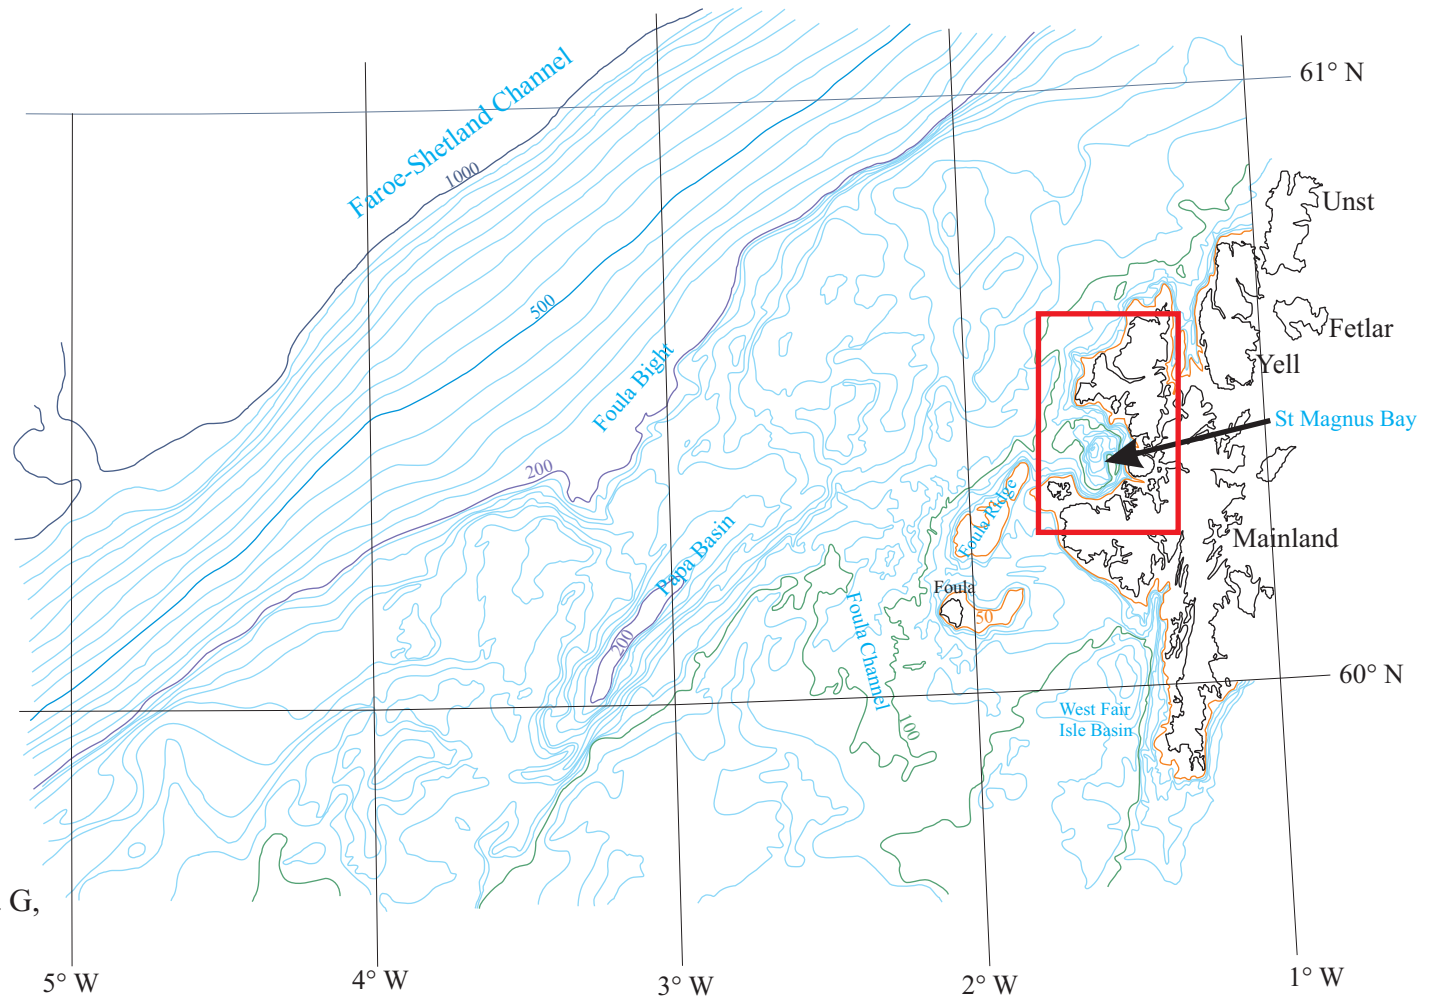 61° N
Faroe-Shetland Channel
1000
Unst
500
Fetlar
Foula Bight
Yell
St Magnus Bay
200
Foula Ridge
Papa Basin
Mainland
Foula
50
Foula Channel
200
60° N
100
West Fair
Isle Basin
G,
5° W
4° W
3° W
2° W
1° W